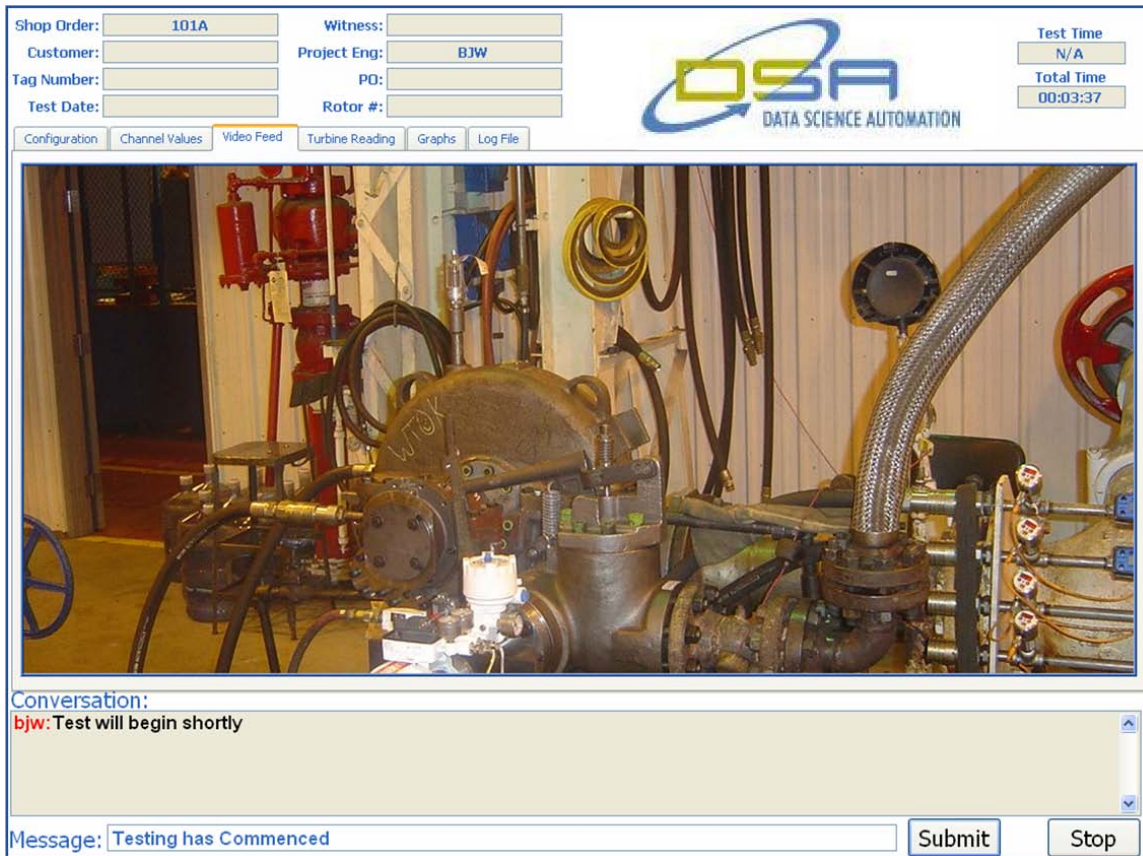 Shop Order: 101A
Witness:
Customer:
Project Eng: BJW
Tag Number:
PO:
Test Date:
Rotor #:
DSA
DATA SCIENCE AUTOMATION
Test Time
N/A
Total Time
00:03:37
Configuration Channel Values Video Feed Turbine Reading Graphs Log File
Conversation:
bjw: Test will begin shortly
Message: Testing has Commenced Submit Stop